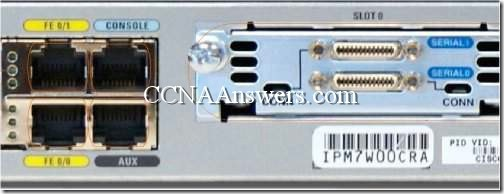 SLOT 0
FE 0/1 CONSOLE
SERIAL1
SERIAL0
CONN
CCNAAnswers.com
FE 0/0 AUX
IPM7W00CRA
PID VID:
CISCO